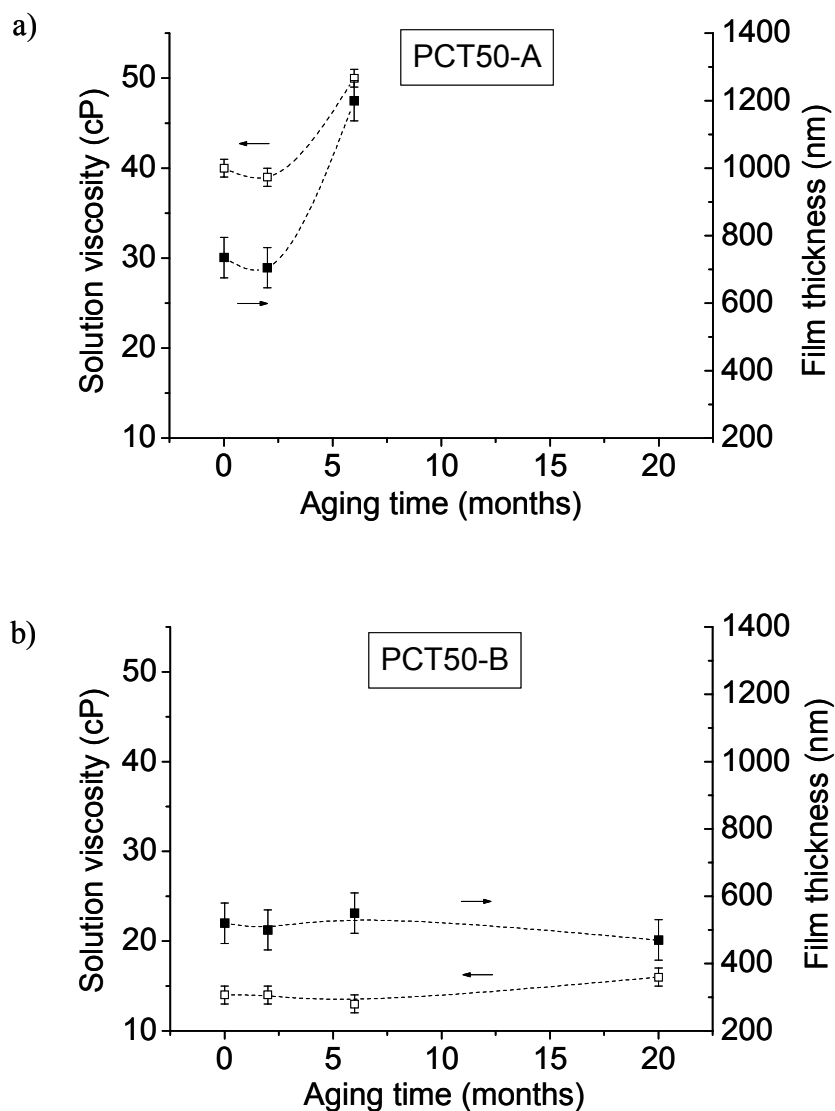 a)
PCT50-A
Solution viscosity (cP)
50
40
30
20
10
1400
1200
1000
800
600
400
200
Film thickness (nm)
0 5 10 15 20
Aging time (months)
b)
PCT50-B
Solution viscosity (cP)
50
40
30
20
10
1400
1200
1000
800
600
400
200
Film thickness (nm)
0 5 10 15 20
Aging time (months)